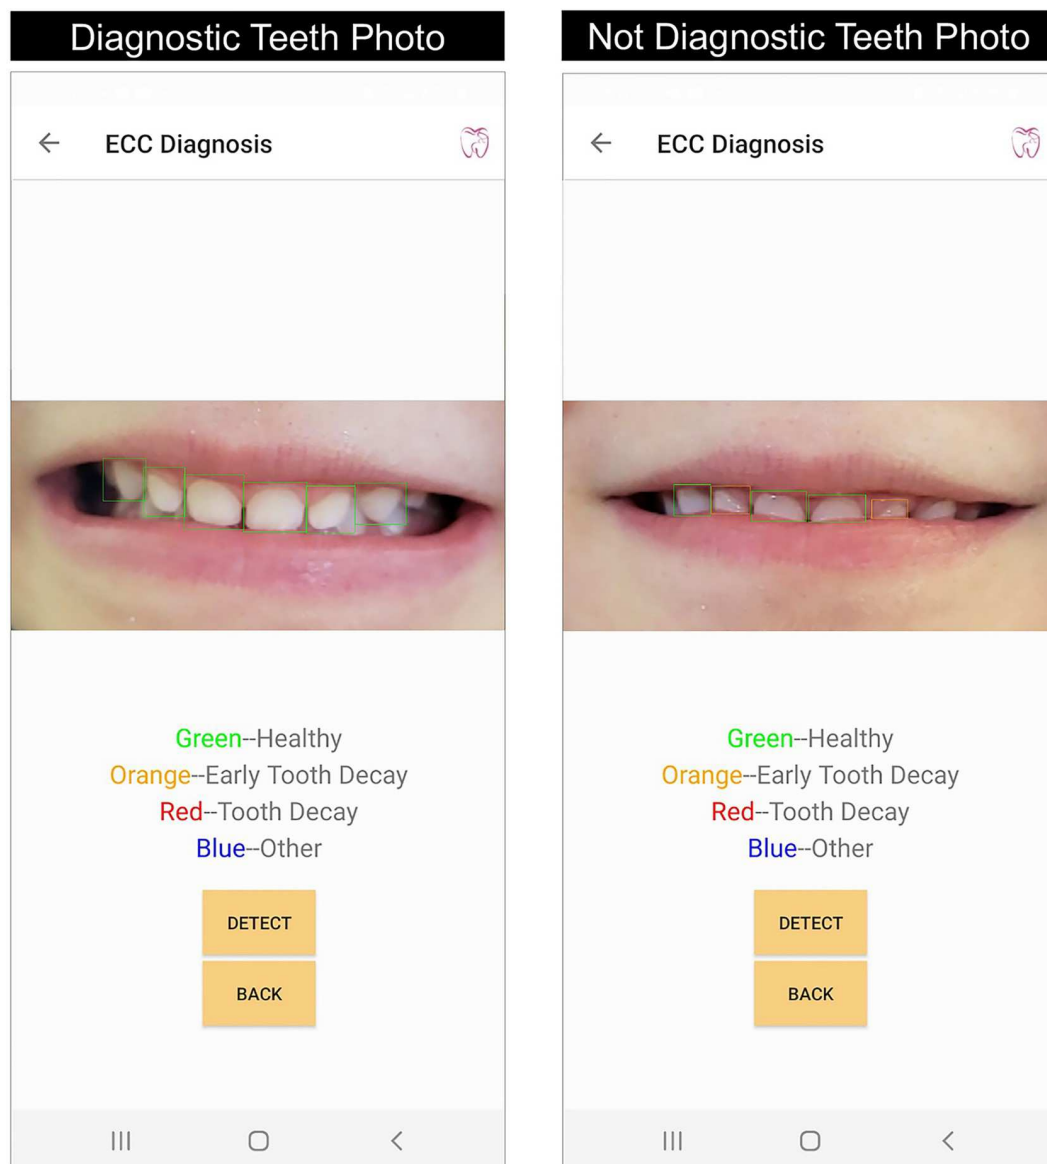 Diagnostic Teeth Photo
ECC Diagnosis
Green--Healthy
Orange--Early Tooth Decay
Red--Tooth Decay
Blue--Other
DETECT
BACK
Not Diagnostic Teeth Photo
ECC Diagnosis
Green--Healthy
Orange--Early Tooth Decay
Red--Tooth Decay
Blue--Other
DETECT
BACK